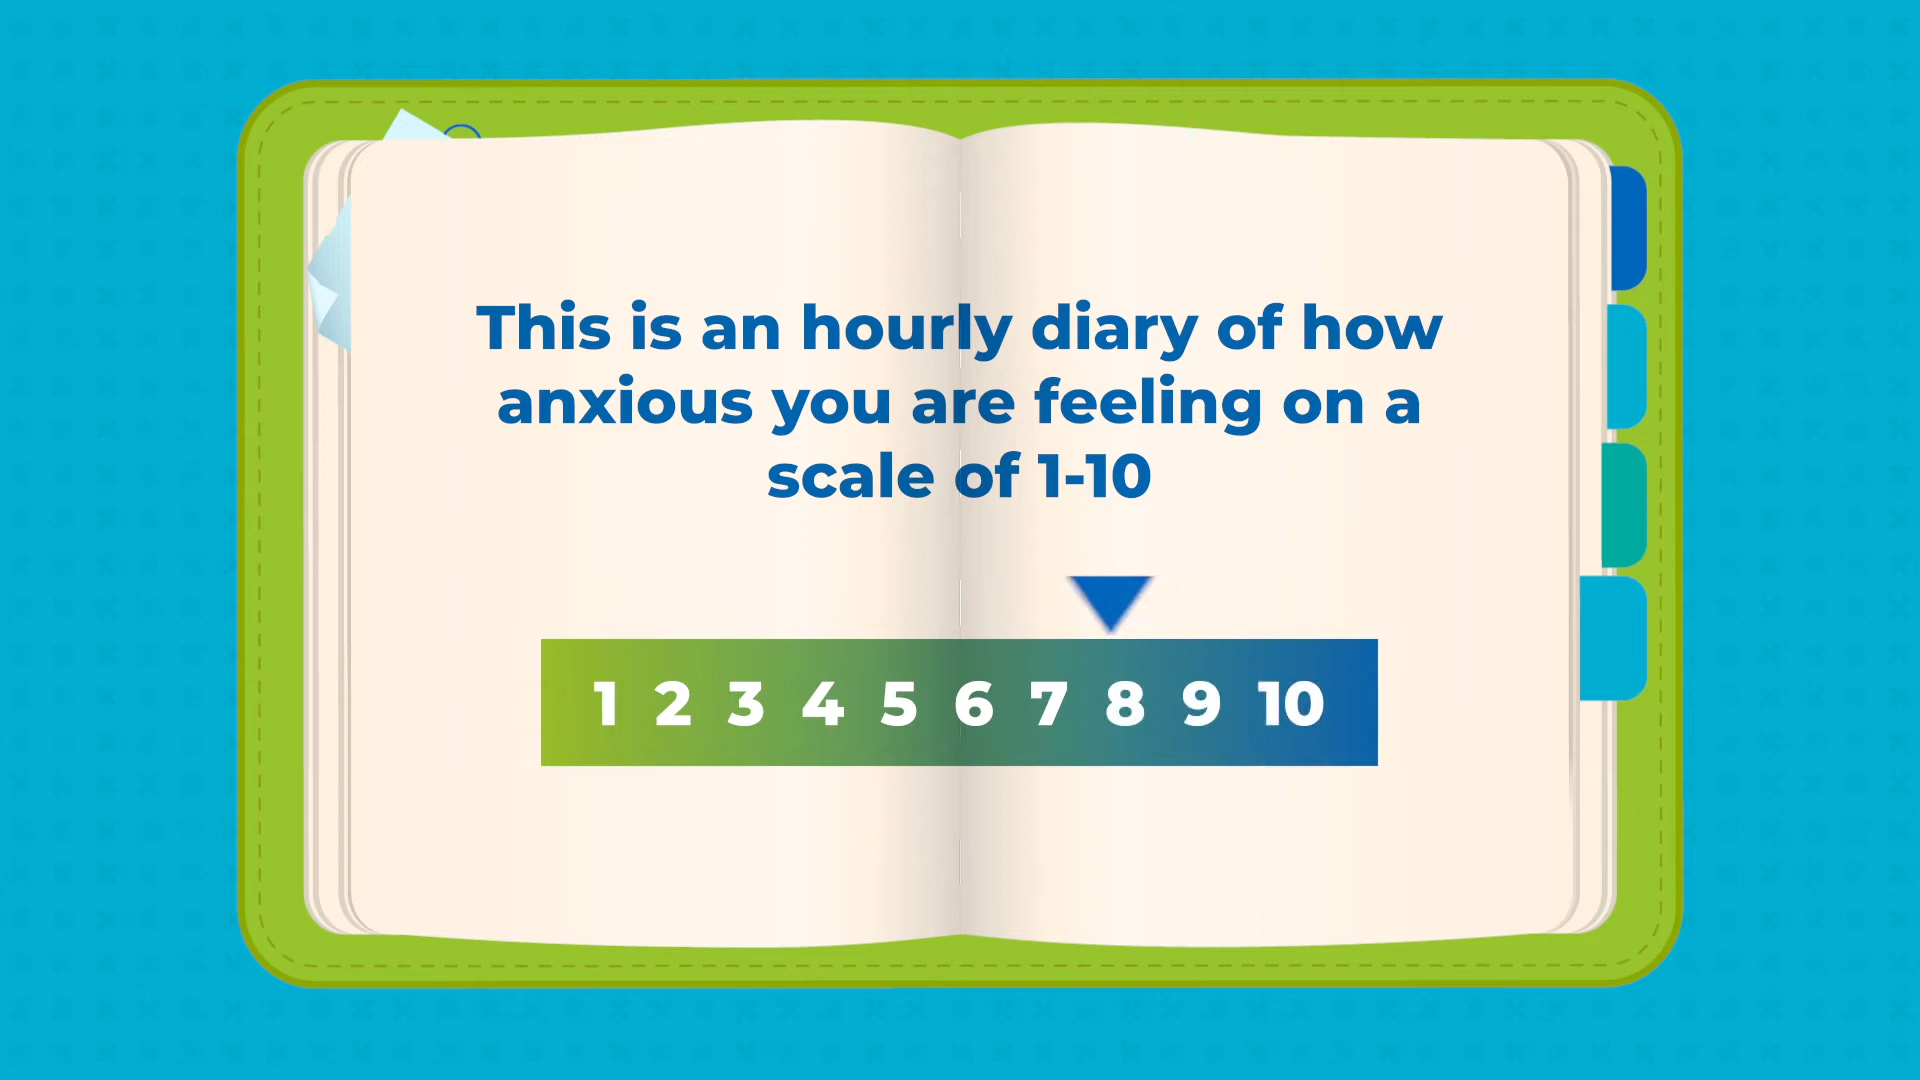 This is an hourly diary of how
anxious you are feeling on a
scale of 1-10
1 2 3 4 5 6 7 8 9 10